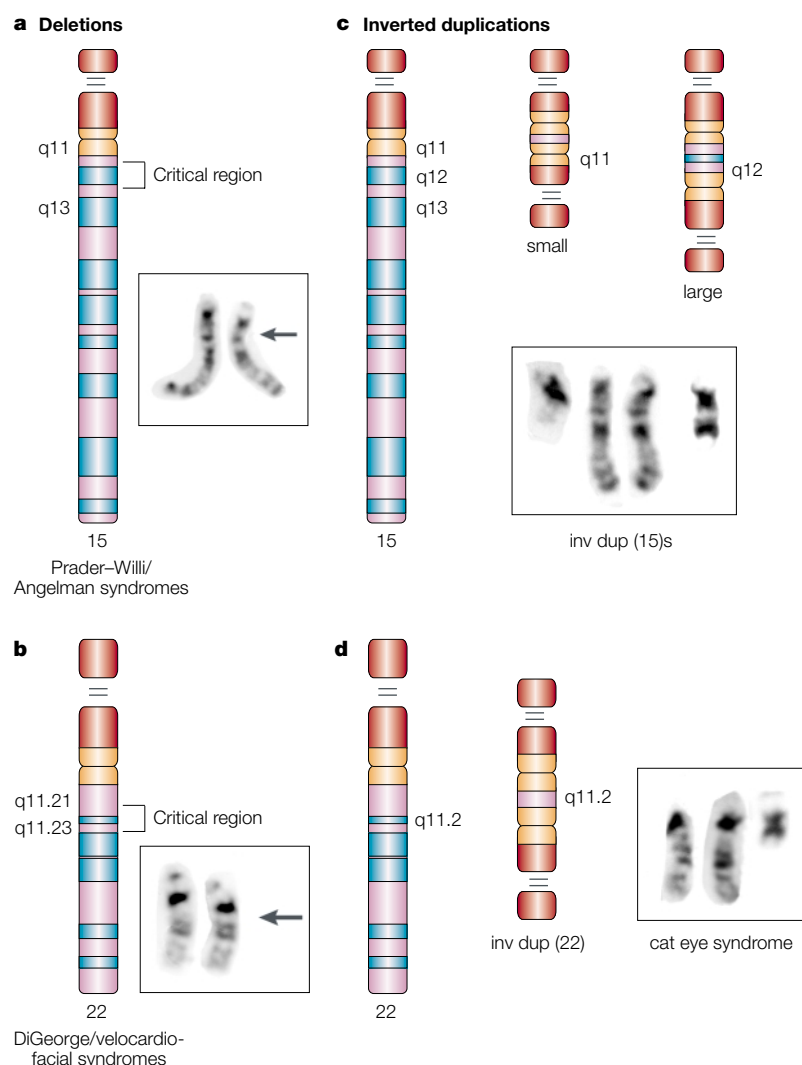 a Deletions
q11
Critical region
q13
15
Prader–Willi/
Angelman syndromes
c Inverted duplications
q11
q12
q13
15
q11
small
q12
large
inv dup (15)s
b
q11.21
Critical region
q11.23
22
DiGeorge/velocardio-
facial syndromes
d
q11.2
22
q11.2
inv dup (22)
cat eye syndrome